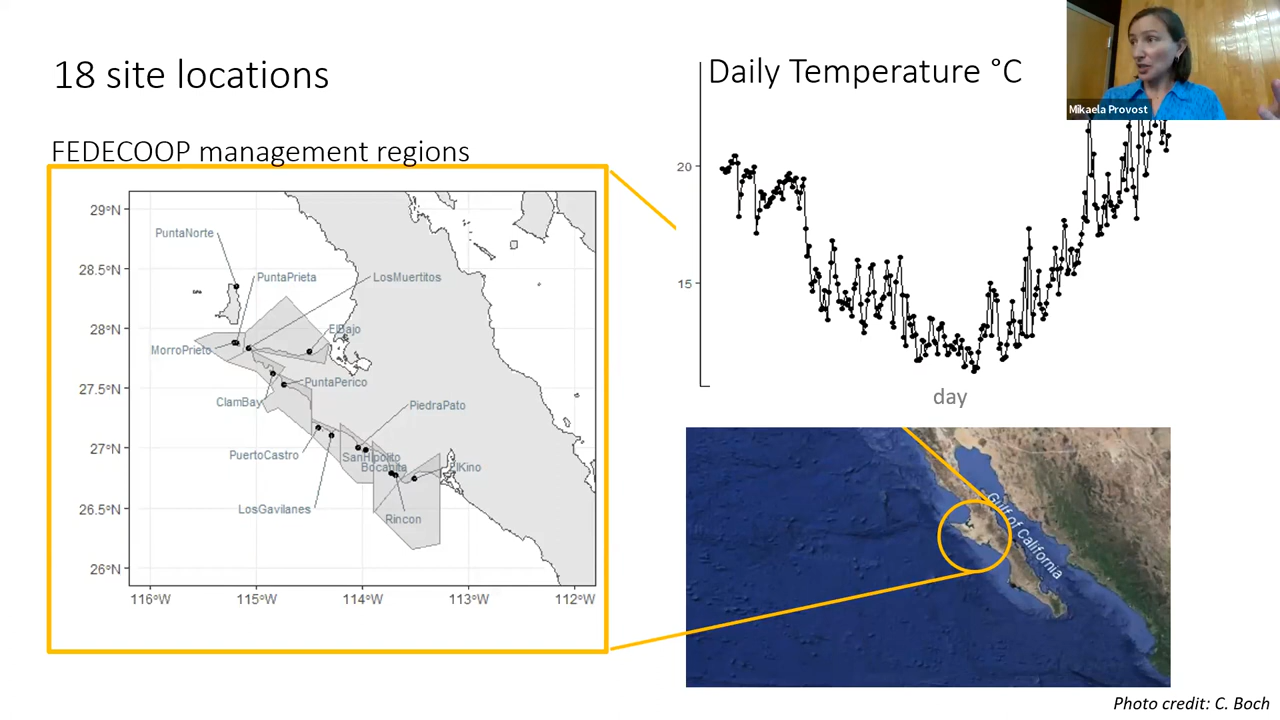 18 site locations
FEDECOOP management regions
29°N
28.5°N
28°N
27.5°N
27°N
26.5°N
26°N
116°W
115°W
114°W
113°W
112°W
PuntaNorte
PuntaPrieta
LosMuertitos
ElBajo
MorroPrieto
PuntaPerico
ClamBay
PiedraPato
PuertoCastro
SanHipolito
Bocanita
ElKino
LosGavilanes
Rincon
Daily Temperature °C
20
15
day
Mikaela Provost
Gulf of California
Photo credit: C. Boch